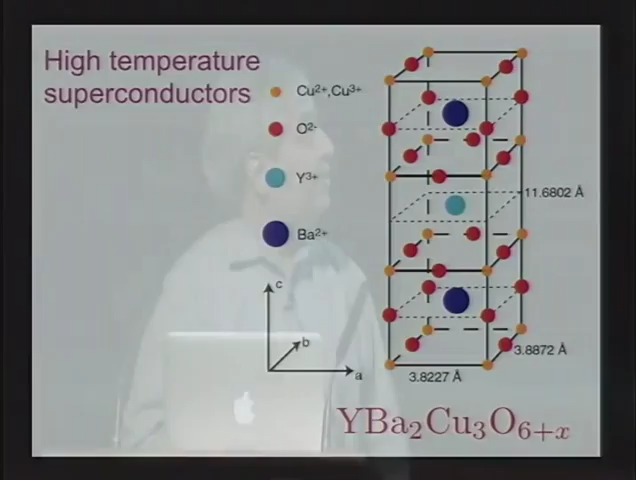 High temperature
superconductors
Cu²⁺,Cu³⁺
O²⁻
Y³⁺
Ba²⁺
11.6802 Å
c
b
a
3.8872 Å
3.8227 Å
YBa₂Cu₃O₆₊ₓ